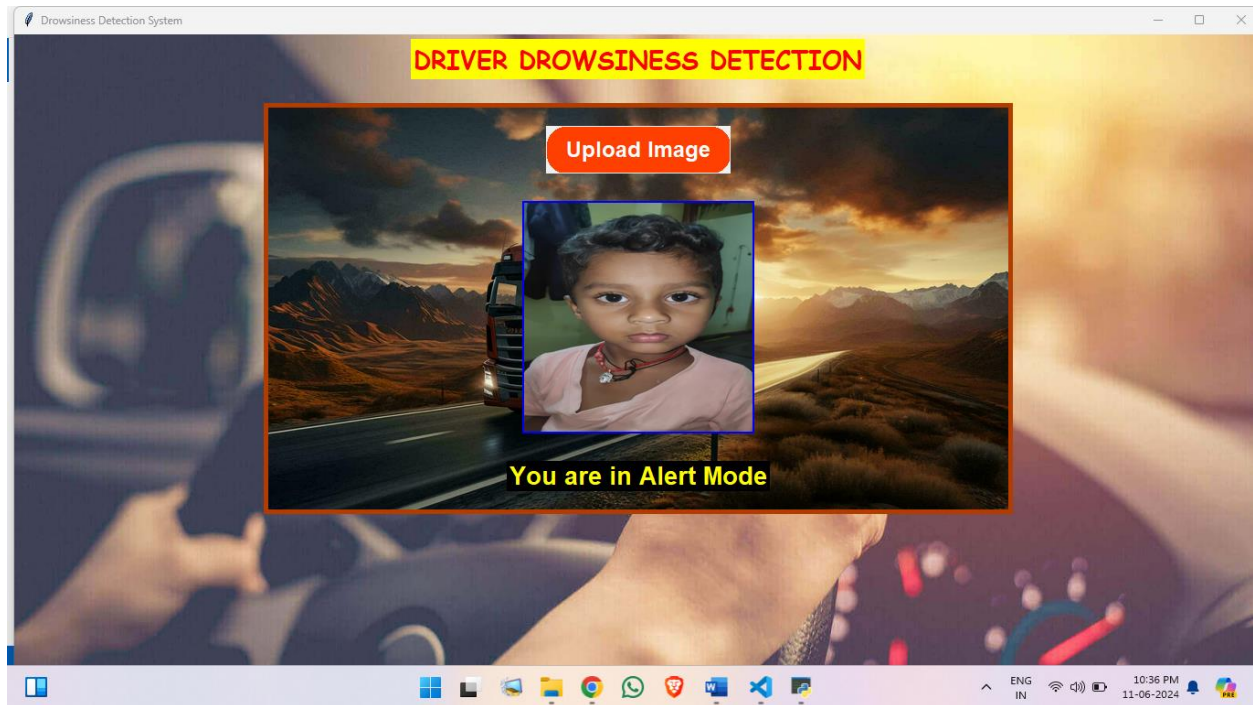 Drowsiness Detection System
DRIVER DROWSINESS DETECTION
Upload Image
You are in Alert Mode
ENG
IN
10:36 PM
11-06-2024
PRE